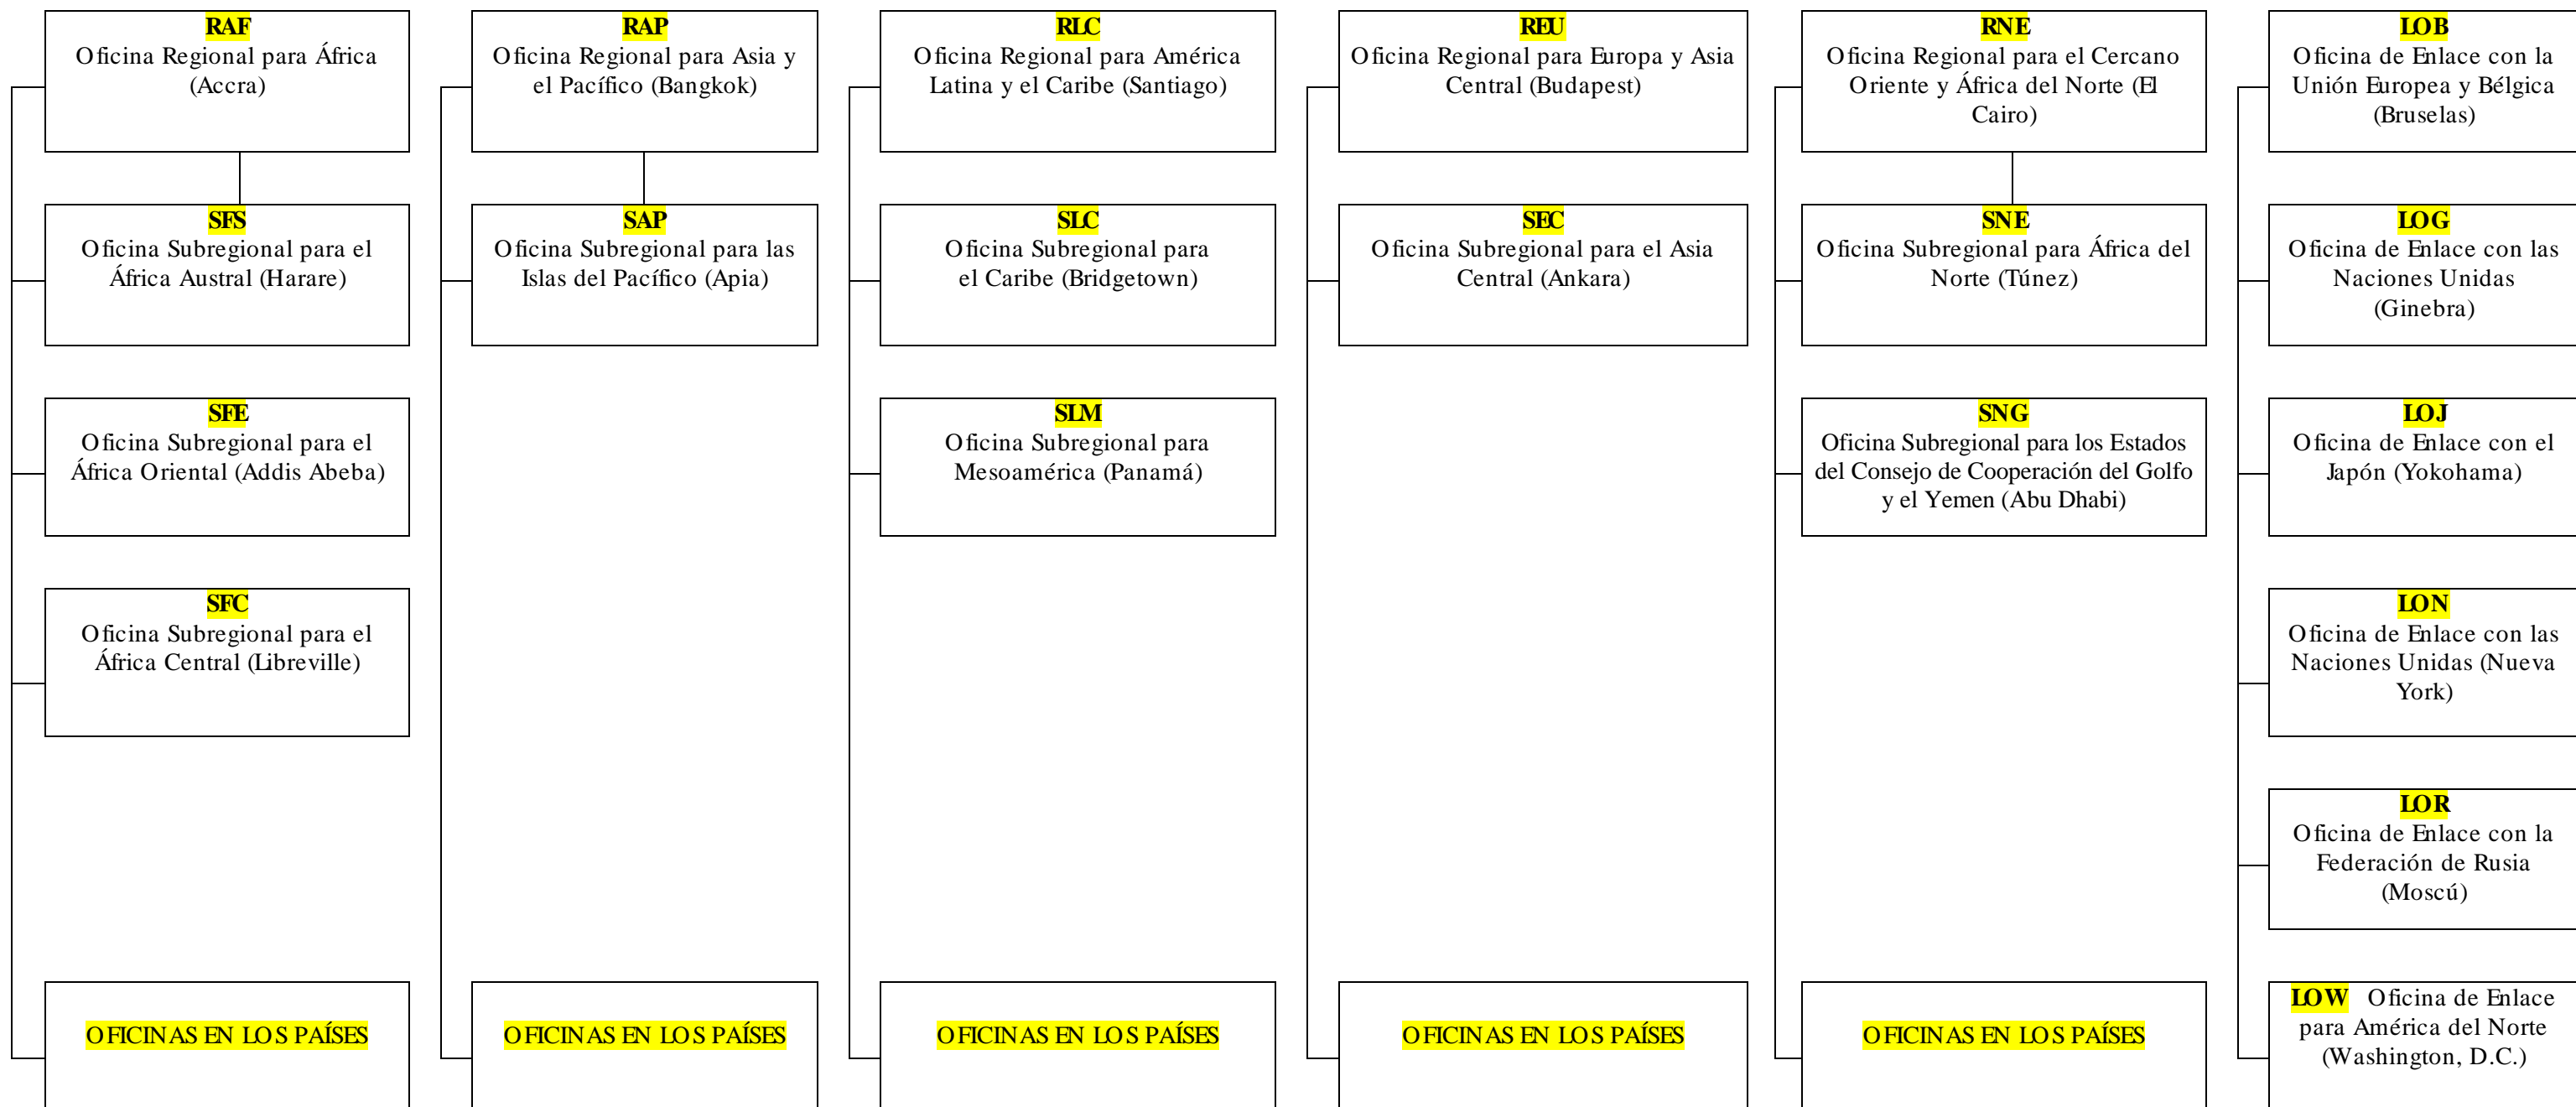 RAF
Oficina Regional para África
(Accra)
SFS
Oficina Subregional para el
África Austral (Harare)
SFE
Oficina Subregional para el
África Oriental (Addis Abeba)
SFC
Oficina Subregional para el
África Central (Libreville)
OFICINAS EN LOS PAÍSES
RAP
Oficina Regional para Asia y
el Pacífico (Bangkok)
SAP
Oficina Subregional para las
Islas del Pacífico (Apia)
OFICINAS EN LOS PAÍSES
RLC
Oficina Regional para América
Latina y el Caribe (Santiago)
SLC
Oficina Subregional para
el Caribe (Bridgetown)
SLM
Oficina Subregional para
Mesoamérica (Panamá)
OFICINAS EN LOS PAÍSES
REU
Oficina Regional para Europa y Asia
Central (Budapest)
SEC
Oficina Subregional para el Asia
Central (Ankara)
OFICINAS EN LOS PAÍSES
RNE
Oficina Regional para el Cercano
Oriente y África del Norte (El
Cairo)
SNE
Oficina Subregional para África del
Norte (Túnez)
SNG
Oficina Subregional para los Estados
del Consejo de Cooperación del Golfo
y el Yemen (Abu Dhabi)
OFICINAS EN LOS PAÍSES
LOB
Oficina de Enlace con la
Unión Europea y Bélgica
(Bruselas)
LOG
Oficina de Enlace con las
Naciones Unidas
(Ginebra)
LOJ
Oficina de Enlace con el
Japón (Yokohama)
LON
Oficina de Enlace con las
Naciones Unidas (Nueva
York)
LOR
Oficina de Enlace con la
Federación de Rusia
(Moscú)
LOW Oficina de Enlace
para América del Norte
(Washington, D.C.)